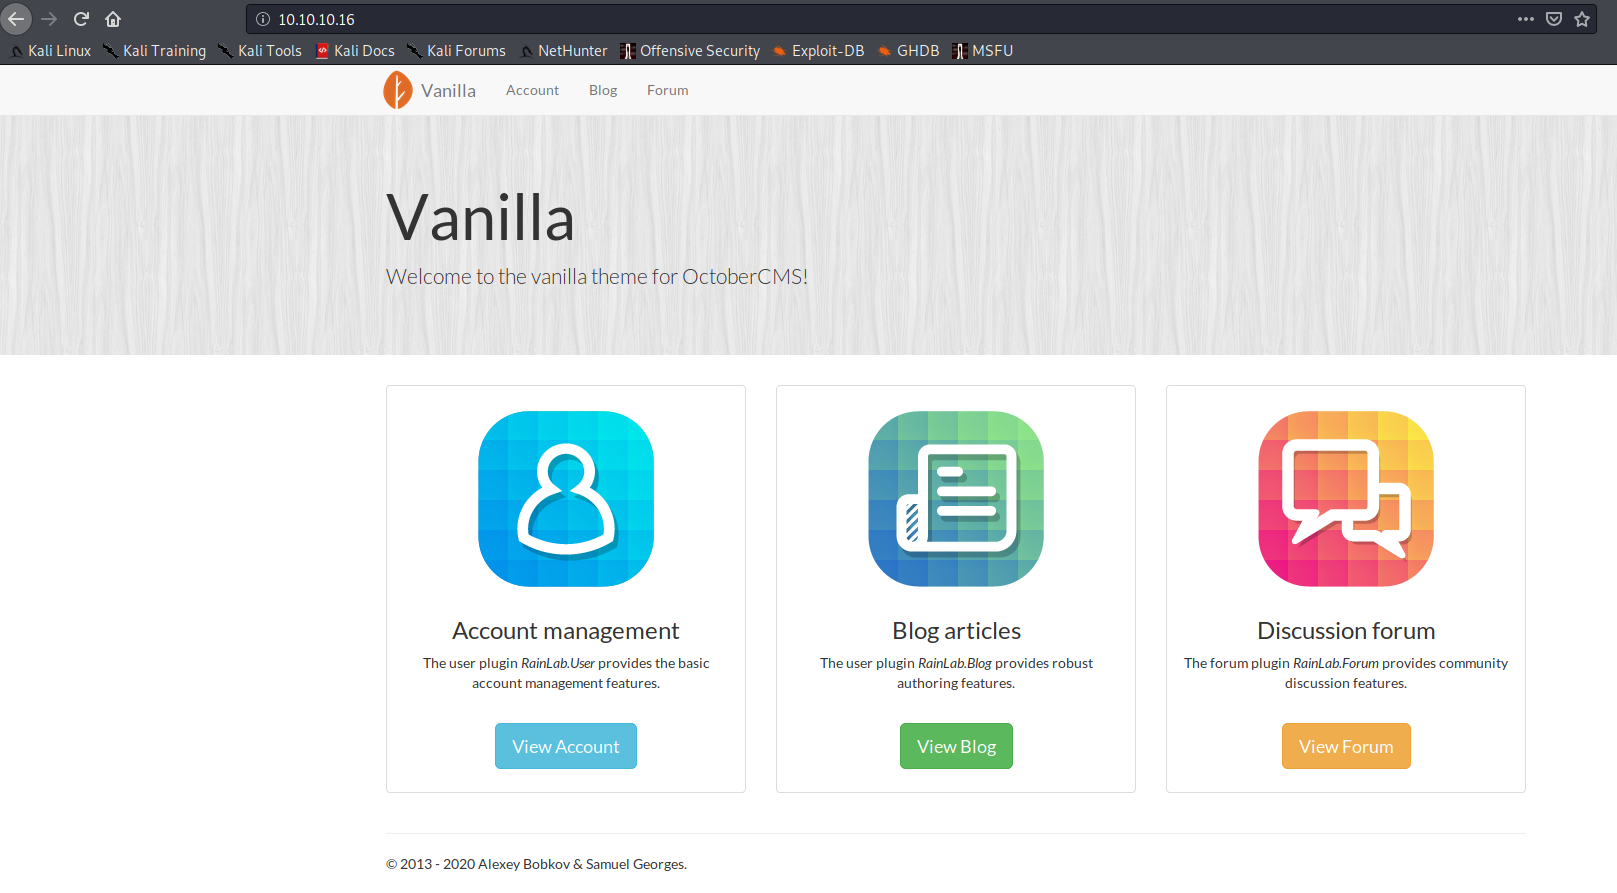 10.10.10.16
Kali Linux Kali Training Kali Tools Kali Docs Kali Forums NetHunter Offensive Security Exploit-DB GHDB MSFU
Vanilla Account Blog Forum
Vanilla
Welcome to the vanilla theme for OctoberCMS!
Account management
The user plugin RainLab.User provides the basic
account management features.
View Account
Blog articles
The user plugin RainLab.Blog provides robust
authoring features.
View Blog
Discussion forum
The forum plugin RainLab.Forum provides community
discussion features.
View Forum
© 2013 - 2020 Alexey Bobkov & Samuel Georges.